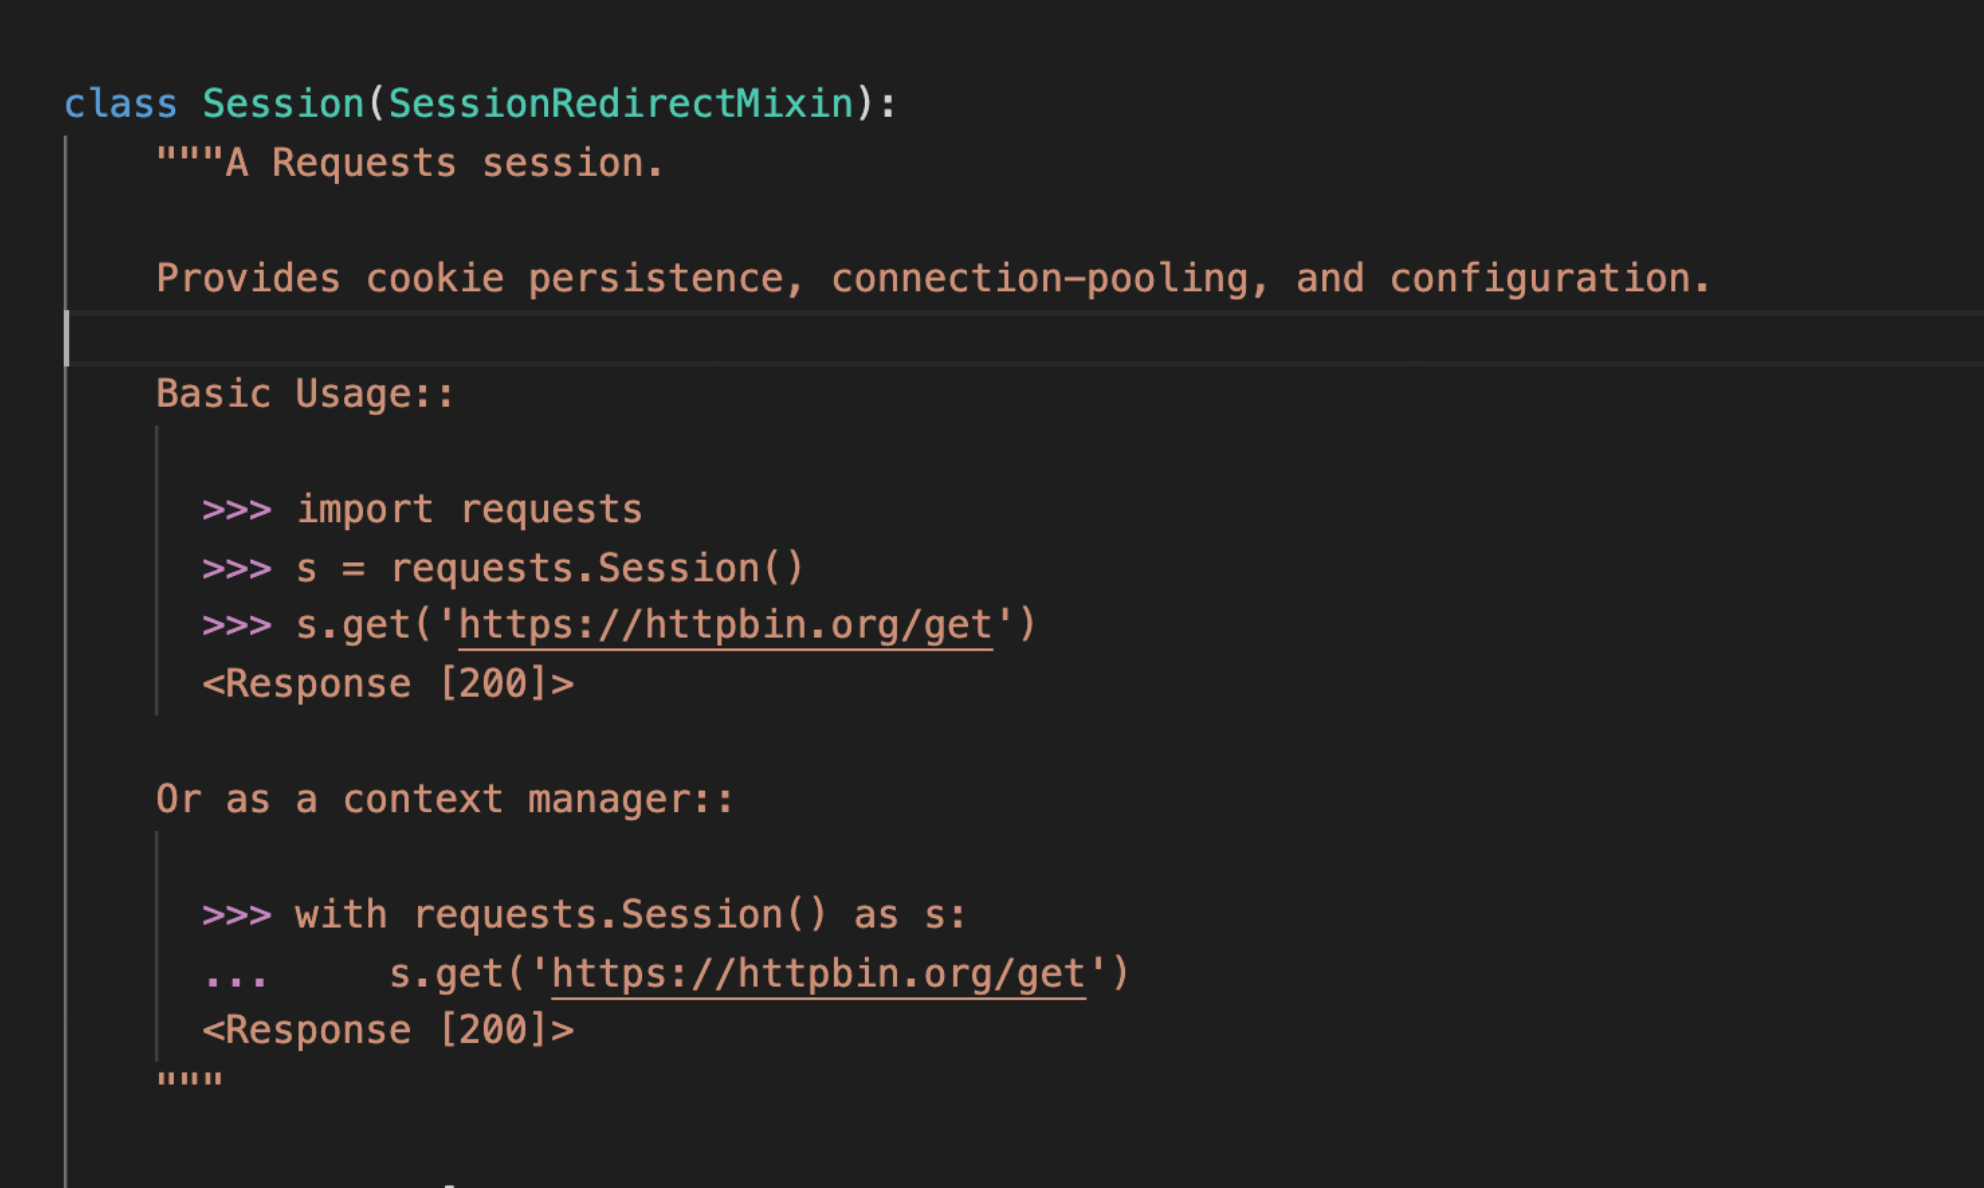 class Session(SessionRedirectMixin):
    """A Requests session.

    Provides cookie persistence, connection-pooling, and configuration.

    Basic Usage::

      >>> import requests
      >>> s = requests.Session()
      >>> s.get('https://httpbin.org/get')
      <Response [200]>

    Or as a context manager::

      >>> with requests.Session() as s:
      ...     s.get('https://httpbin.org/get')
      <Response [200]>
    """